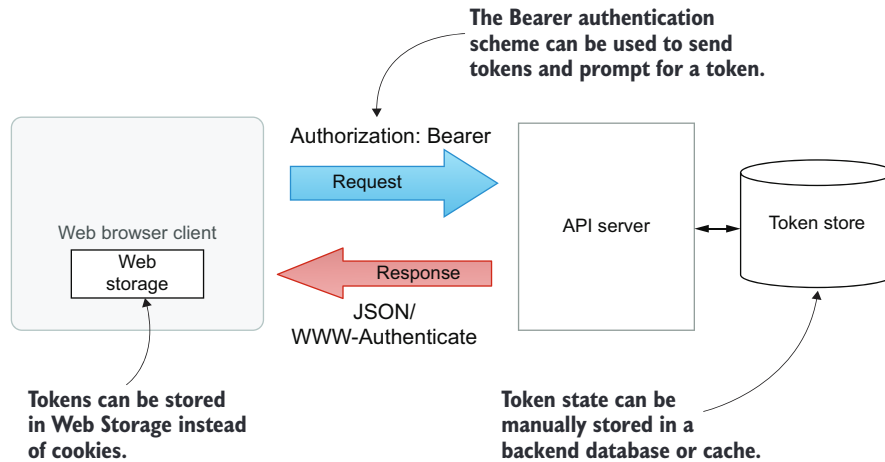 The Bearer authentication
scheme can be used to send
tokens and prompt for a token.
Authorization: Bearer
Request
Web browser client
Web
storage
API server
Token store
Response
JSON/
WWW-Authenticate
Tokens can be stored
in Web Storage instead
of cookies.
Token state can be
manually stored in a
backend database or cache.